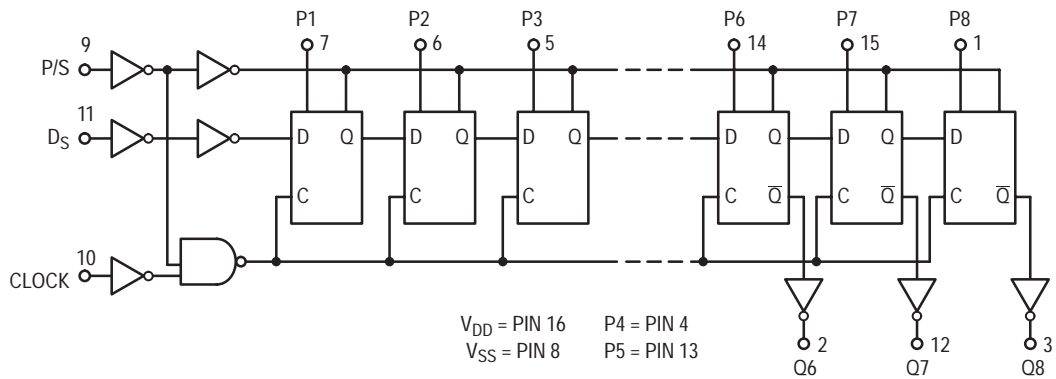 P1 P2 P3 P6 P7 P8
9 7 6 5 14 15 1
P/S
11
D_S D Q D Q D Q D Q D Q D
C C C C Q̅ C Q̅ C Q̅
10
CLOCK
V_DD = PIN 16 P4 = PIN 4
V_SS = PIN 8 P5 = PIN 13
2 12 3
Q6 Q7 Q8